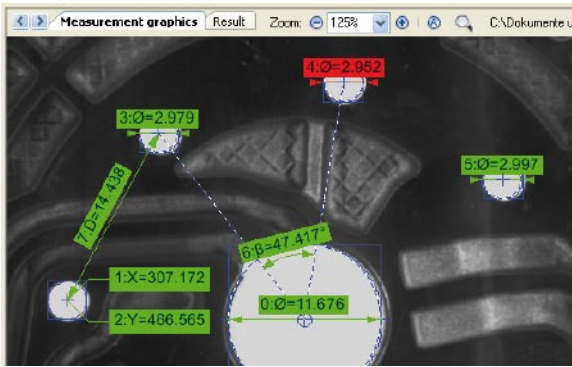 Measurement graphics Result Zoom: 125% C:\Dokumente u
4:Ø=2.952
3:Ø=2.979
5:Ø=2.997
7:D=14.438
6:β=47.417°
1:X=307.172
0:Ø=11.676
2:Y=466.565